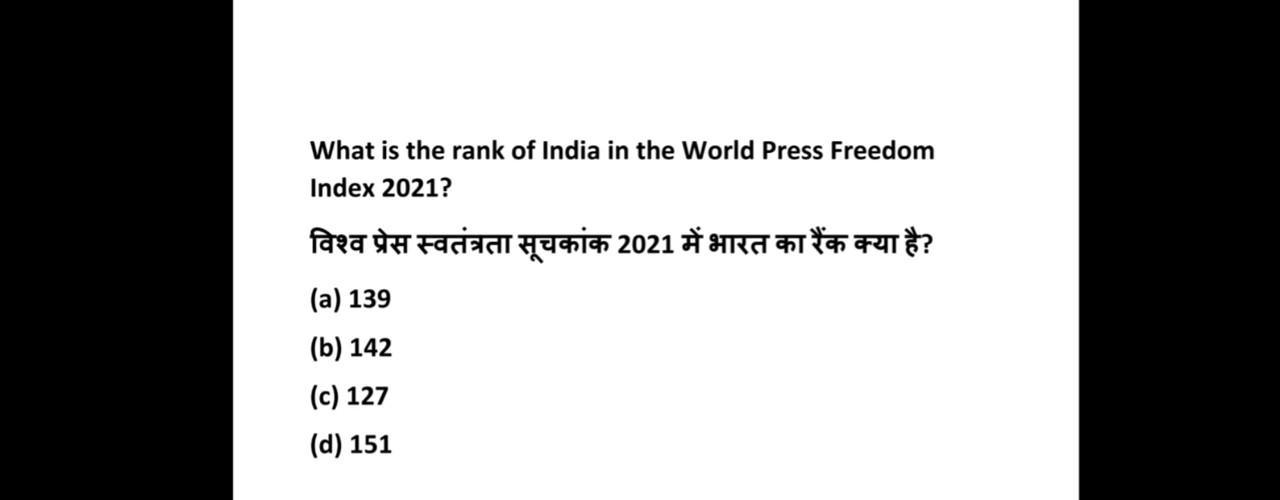 What is the rank of India in the World Press Freedom
Index 2021?
विश्व प्रेस स्वतंत्रता सूचकांक 2021 में भारत का रैंक क्या है?
(a) 139
(b) 142
(c) 127
(d) 151